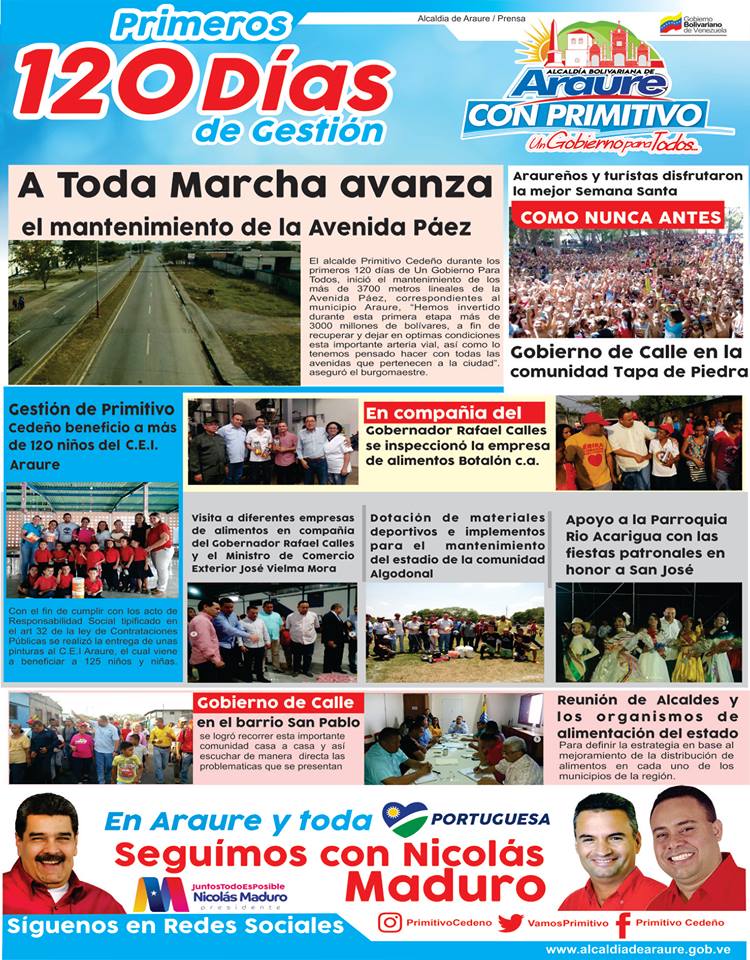 Primeros
120 Días
de Gestión
Alcaldia de Araure / Prensa
Gobierno
Bolivariano
de Venezuela
ALCALDÍA BOLIVARIANA DE
Araure
CON PRIMITIVO
Un Gobierno para Todos...
A Toda Marcha avanza
el mantenimiento de la Avenida Páez
El alcalde Primitivo Cedeño durante los
primeros 120 días de Un Gobierno Para
Todos, inició el mantenimiento de los
más de 3700 metros lineales de la
Avenida Páez, correspondientes al
municipio Araure, “Hemos invertido
durante esta primera etapa más de
3000 millones de bolívares, a fin de
recuperar y dejar en optimas condiciones
esta importante arteria vial, así como lo
tenemos pensado hacer con todas las
avenidas que pertenecen a la ciudad”.
aseguró el burgomaestre.
Araureños y turistas disfrutaron
la mejor Semana Santa
COMO NUNCA ANTES
Gobierno de Calle en la
comunidad Tapa de Piedra
Gestión de Primitivo
Cedeño beneficio a más
de 120 niños del C.E.I.
Araure
Con el fin de cumplir con los acto de
Responsabilidad Social tipificado en
el art 32 de la ley de Contrataciones
Públicas se realizó la entrega de unas
pinturas al C.E.I Araure, el cual viene
a beneficiar a 125 niños y niñas.
En compañia del
Gobernador Rafael Calles
se inspeccionó la empresa
de alimentos Botalón c.a.
Visita a diferentes empresas
de alimentos en compañía
del Gobernador Rafael Calles
y el Ministro de Comercio
Exterior José Vielma Mora
Dotación de materiales
deportivos e implementos
para el mantenimiento
del estadio de la comunidad
Algodonal
Apoyo a la Parroquia
Rio Acarigua con las
fiestas patronales en
honor a San José
Gobierno de Calle
en el barrio San Pablo
se logró recorrer esta importante
comunidad casa a casa y así
escuchar de manera directa las
problematicas que se presentan
Reunión de Alcaldes y
los organismos de
alimentación del estado
Para definir la estrategia en base al
mejoramiento de la distribución de
alimentos en cada uno de los
municipios de la región.
En Araure y toda PORTUGUESA
Seguímos con Nicolás
Maduro
JuntosTodoEsPosible
Nicolás Maduro
presidente
Síguenos en Redes Sociales
PrimitivoCedeno
VamosPrimitivo
Primitivo Cedeño
www.alcaldiadearaure.gob.ve